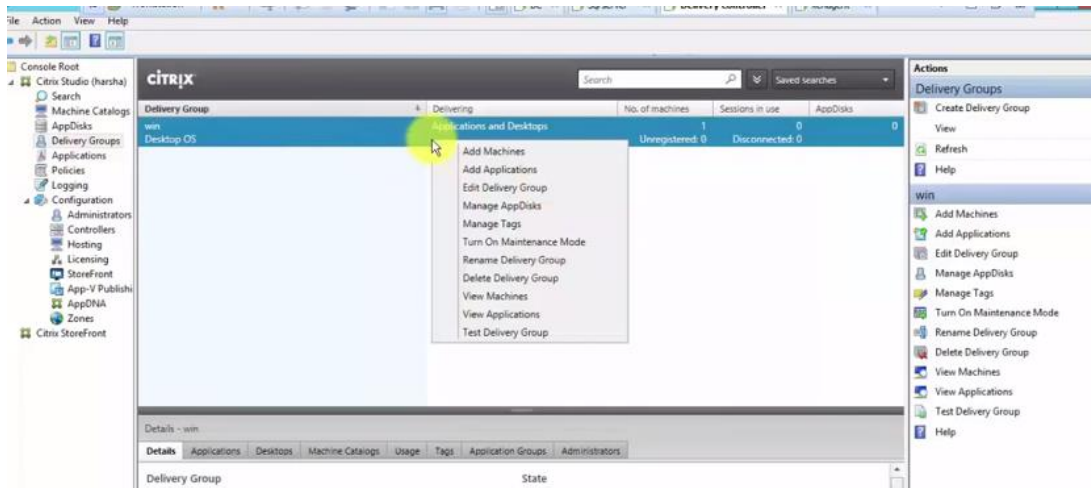 File Action View Help
Console Root
Citrix Studio (harsha)
Search
Machine Catalogs
AppDisks
Delivery Groups
Applications
Policies
Logging
Configuration
Administrators
Controllers
Hosting
Licensing
StoreFront
App-V Publishi
AppDNA
Zones
Citrix StoreFront
CİTRIX
Search
Saved searches
Delivery Group Delivering No. of machines Sessions in use AppDisks
win Applications and Desktops 1 0 0
Desktop OS Unregistered: 0 Disconnected: 0
Add Machines
Add Applications
Edit Delivery Group
Manage AppDisks
Manage Tags
Turn On Maintenance Mode
Rename Delivery Group
Delete Delivery Group
View Machines
View Applications
Test Delivery Group
Details - win
Details Applications Desktops Machine Catalogs Usage Tags Application Groups Administrators
Delivery Group State
Actions
Delivery Groups
Create Delivery Group
View
Refresh
Help
win
Add Machines
Add Applications
Edit Delivery Group
Manage AppDisks
Manage Tags
Turn On Maintenance Mode
Rename Delivery Group
Delete Delivery Group
View Machines
View Applications
Test Delivery Group
Help